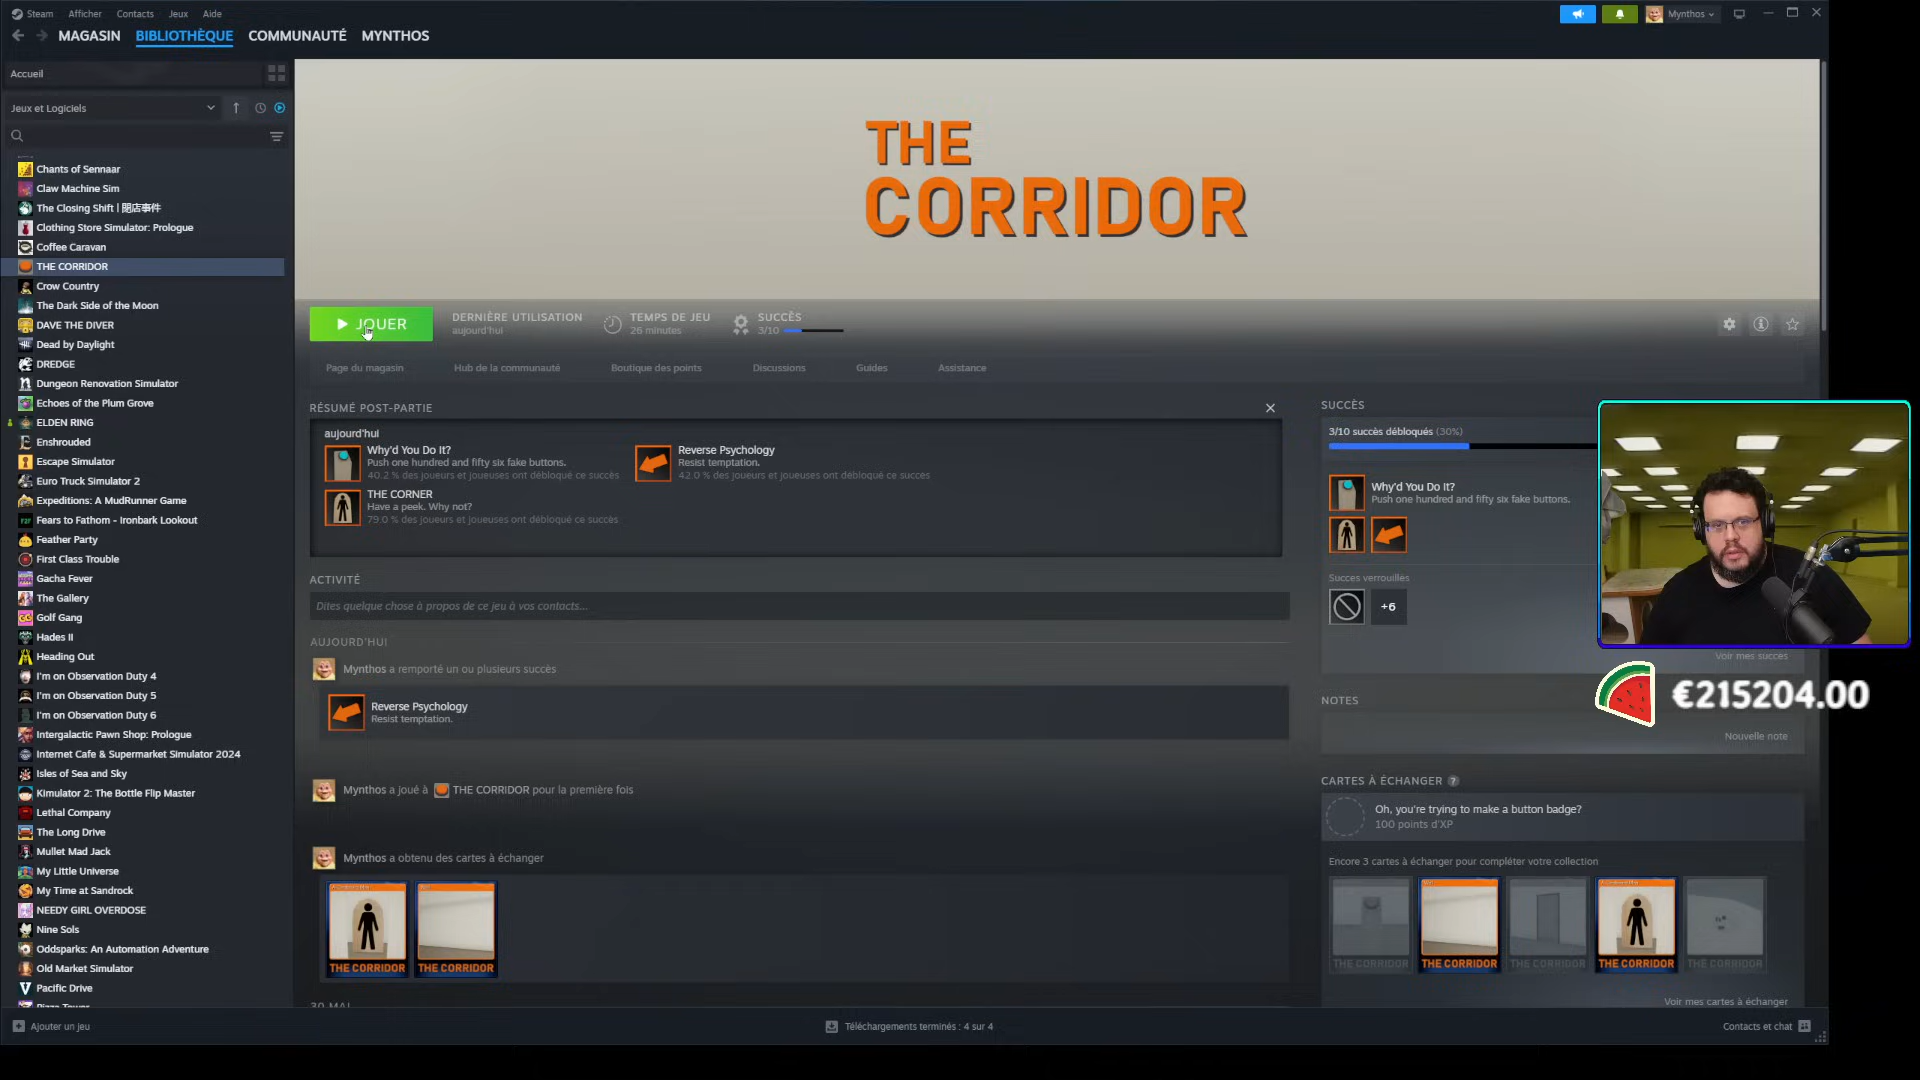 Steam Afficher Contacts Jeux Aide
Mynthos
MAGASIN BIBLIOTHÈQUE COMMUNAUTÉ MYNTHOS
Accueil
Jeux et Logiciels
Chants of Sennaar
Claw Machine Sim
The Closing Shift | 閉店事件
Clothing Store Simulator: Prologue
Coffee Caravan
THE CORRIDOR
Crow Country
The Dark Side of the Moon
DAVE THE DIVER
Dead by Daylight
DREDGE
Dungeon Renovation Simulator
Echoes of the Plum Grove
ELDEN RING
Enshrouded
Escape Simulator
Euro Truck Simulator 2
Expeditions: A MudRunner Game
Fears to Fathom - Ironbark Lookout
Feather Party
First Class Trouble
Gacha Fever
The Gallery
Golf Gang
Hades II
Heading Out
I'm on Observation Duty 4
I'm on Observation Duty 5
I'm on Observation Duty 6
Intergalactic Pawn Shop: Prologue
Internet Cafe & Supermarket Simulator 2024
Isles of Sea and Sky
Kimulator 2: The Bottle Flip Master
Lethal Company
The Long Drive
Mullet Mad Jack
My Little Universe
My Time at Sandrock
NEEDY GIRL OVERDOSE
Nine Sols
Oddsparks: An Automation Adventure
Old Market Simulator
Pacific Drive
Ajouter un jeu
THE
CORRIDOR
JOUER
DERNIÈRE UTILISATION
aujourd'hui
TEMPS DE JEU
26 minutes
SUCCÈS
3/10
Page du magasin Hub de la communauté Boutique des points Discussions Guides Assistance
RÉSUMÉ POST-PARTIE
aujourd'hui
Why'd You Do It?
Push one hundred and fifty six fake buttons.
40.2 % des joueurs et joueuses ont débloqué ce succès
Reverse Psychology
Resist temptation.
42.0 % des joueurs et joueuses ont débloqué ce succès
THE CORNER
Have a peek. Why not?
79.0 % des joueurs et joueuses ont débloqué ce succès
ACTIVITÉ
Dites quelque chose à propos de ce jeu à vos contacts...
AUJOURD'HUI
Mynthos a remporté un ou plusieurs succès
Reverse Psychology
Resist temptation.
Mynthos a joué à THE CORRIDOR pour la première fois
Mynthos a obtenu des cartes à échanger
THE CORRIDOR THE CORRIDOR
30 MAI
Téléchargements terminés : 4 sur 4
SUCCÈS
3/10 succès débloqués (30%)
Why'd You Do It?
Push one hundred and fifty six fake buttons.
Succès verrouillés
+6
Voir mes succès
€215204.00
NOTES
Nouvelle note
CARTES À ÉCHANGER ?
Oh, you're trying to make a button badge?
100 points d'XP
Encore 3 cartes à échanger pour compléter votre collection
THE CORRIDOR THE CORRIDOR THE CORRIDOR THE CORRIDOR THE CORRIDOR
Voir mes cartes à échanger
Contacts et chat